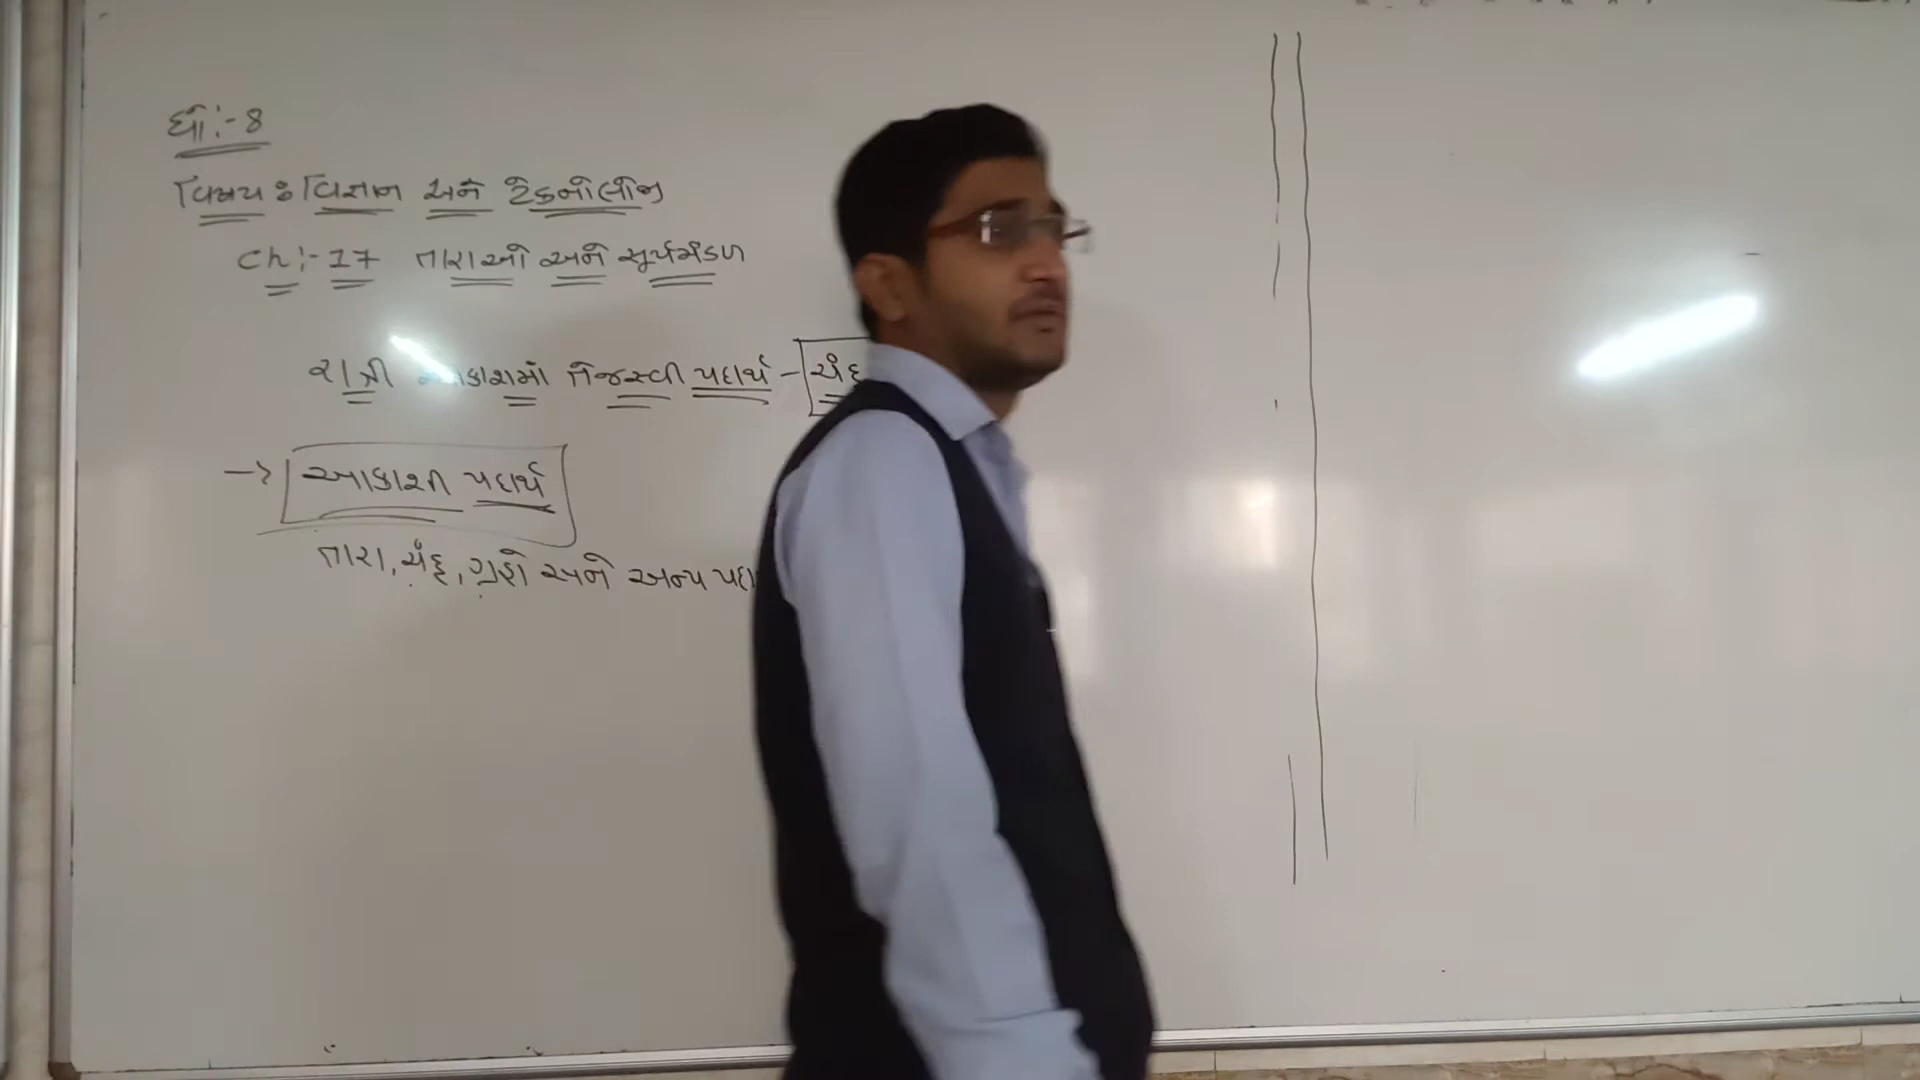 ધો:-8
વિષય: વિજ્ઞાન અને ટેકનોલોજી
Ch:-17 તારાઓ અને સૂર્યમંડળ
રાત્રી આકાશમાં તેજસ્વી પદાર્થ -
→ આકાશી પદાર્થ
તારા, ચંદ્ર, ગ્રહો અને અન્ય